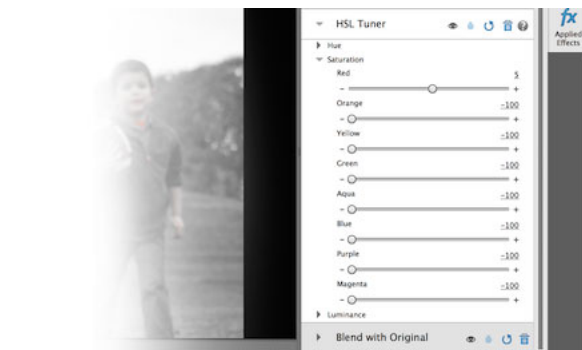 HSL Tuner
Hue
Saturation
Red 5
- +
Orange -100
- +
Yellow -100
- +
Green -100
- +
Aqua -100
- +
Blue -100
- +
Purple -100
- +
Magenta -100
- +
Luminance
Blend with Original
fx
Applied
Effects